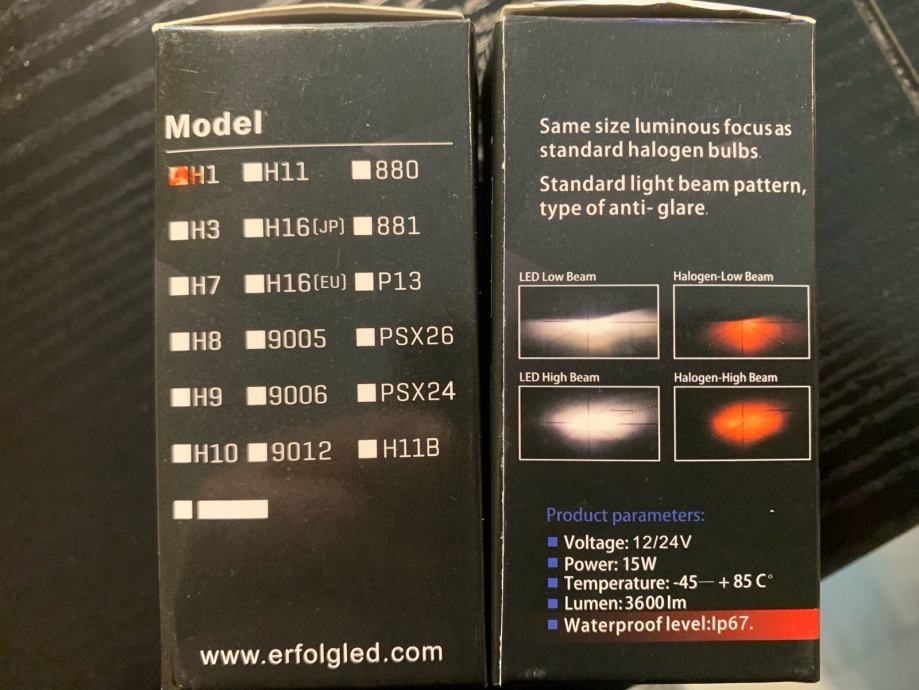 Model
H1 H11 880
H3 H16(JP) 881
H7 H16(EU) P13
H8 9005 PSX26
H9 9006 PSX24
H10 9012 H11B
www.erfolgled.com
Same size luminous focus as
standard halogen bulbs.
Standard light beam pattern,
type of anti- glare.
LED Low Beam Halogen-Low Beam
LED High Beam Halogen-High Beam
Product parameters:
Voltage: 12/24V
Power: 15W
Temperature: -45—+85 C°
Lumen: 3600lm
Waterproof level:Ip67.